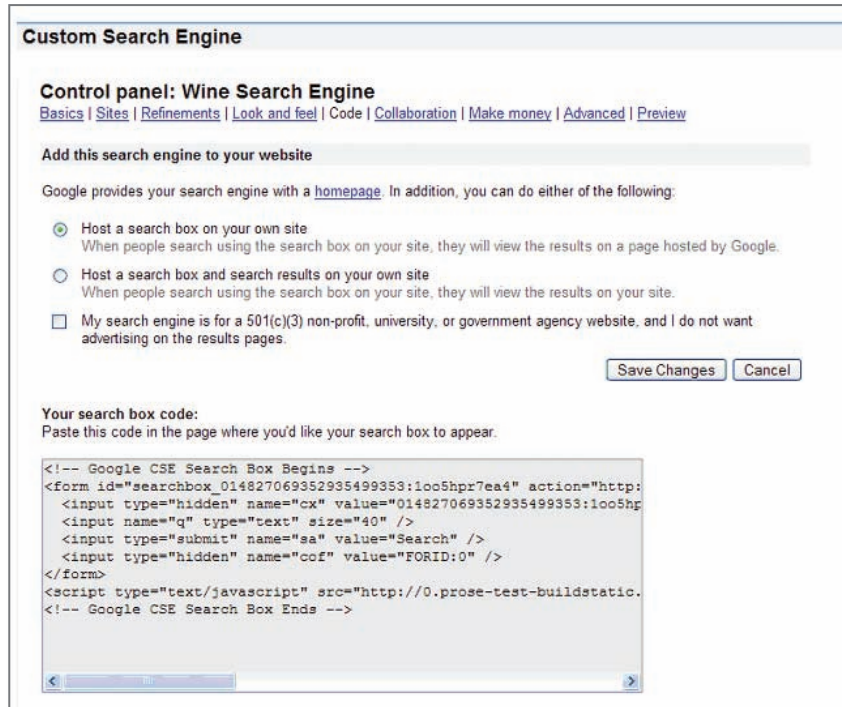 Custom Search Engine
Control panel: Wine Search Engine
Basics | Sites | Refinements | Look and feel | Code | Collaboration | Make money | Advanced | Preview
Add this search engine to your website
Google provides your search engine with a homepage. In addition, you can do either of the following:
Host a search box on your own site
When people search using the search box on your site, they will view the results on a page hosted by Google.
Host a search box and search results on your own site
When people search using the search box on your site, they will view the results on your site.
My search engine is for a 501(c)(3) non-profit, university, or government agency website, and I do not want
advertising on the results pages.
Save Changes Cancel
Your search box code:
Paste this code in the page where you'd like your search box to appear.
<!-- Google CSE Search Box Begins -->
<form id="searchbox_014827069352935499353:1oo5hpr7ea4" action="http:
<input type="hidden" name="cx" value="014827069352935499353:1oo5hp
<input name="q" type="text" size="40" />
<input type="submit" name="sa" value="Search" />
<input type="hidden" name="cof" value="FORID:0" />
</form>
<script type="text/javascript" src="http://0.prose-test-buildstatic.
<!-- Google CSE Search Box Ends -->